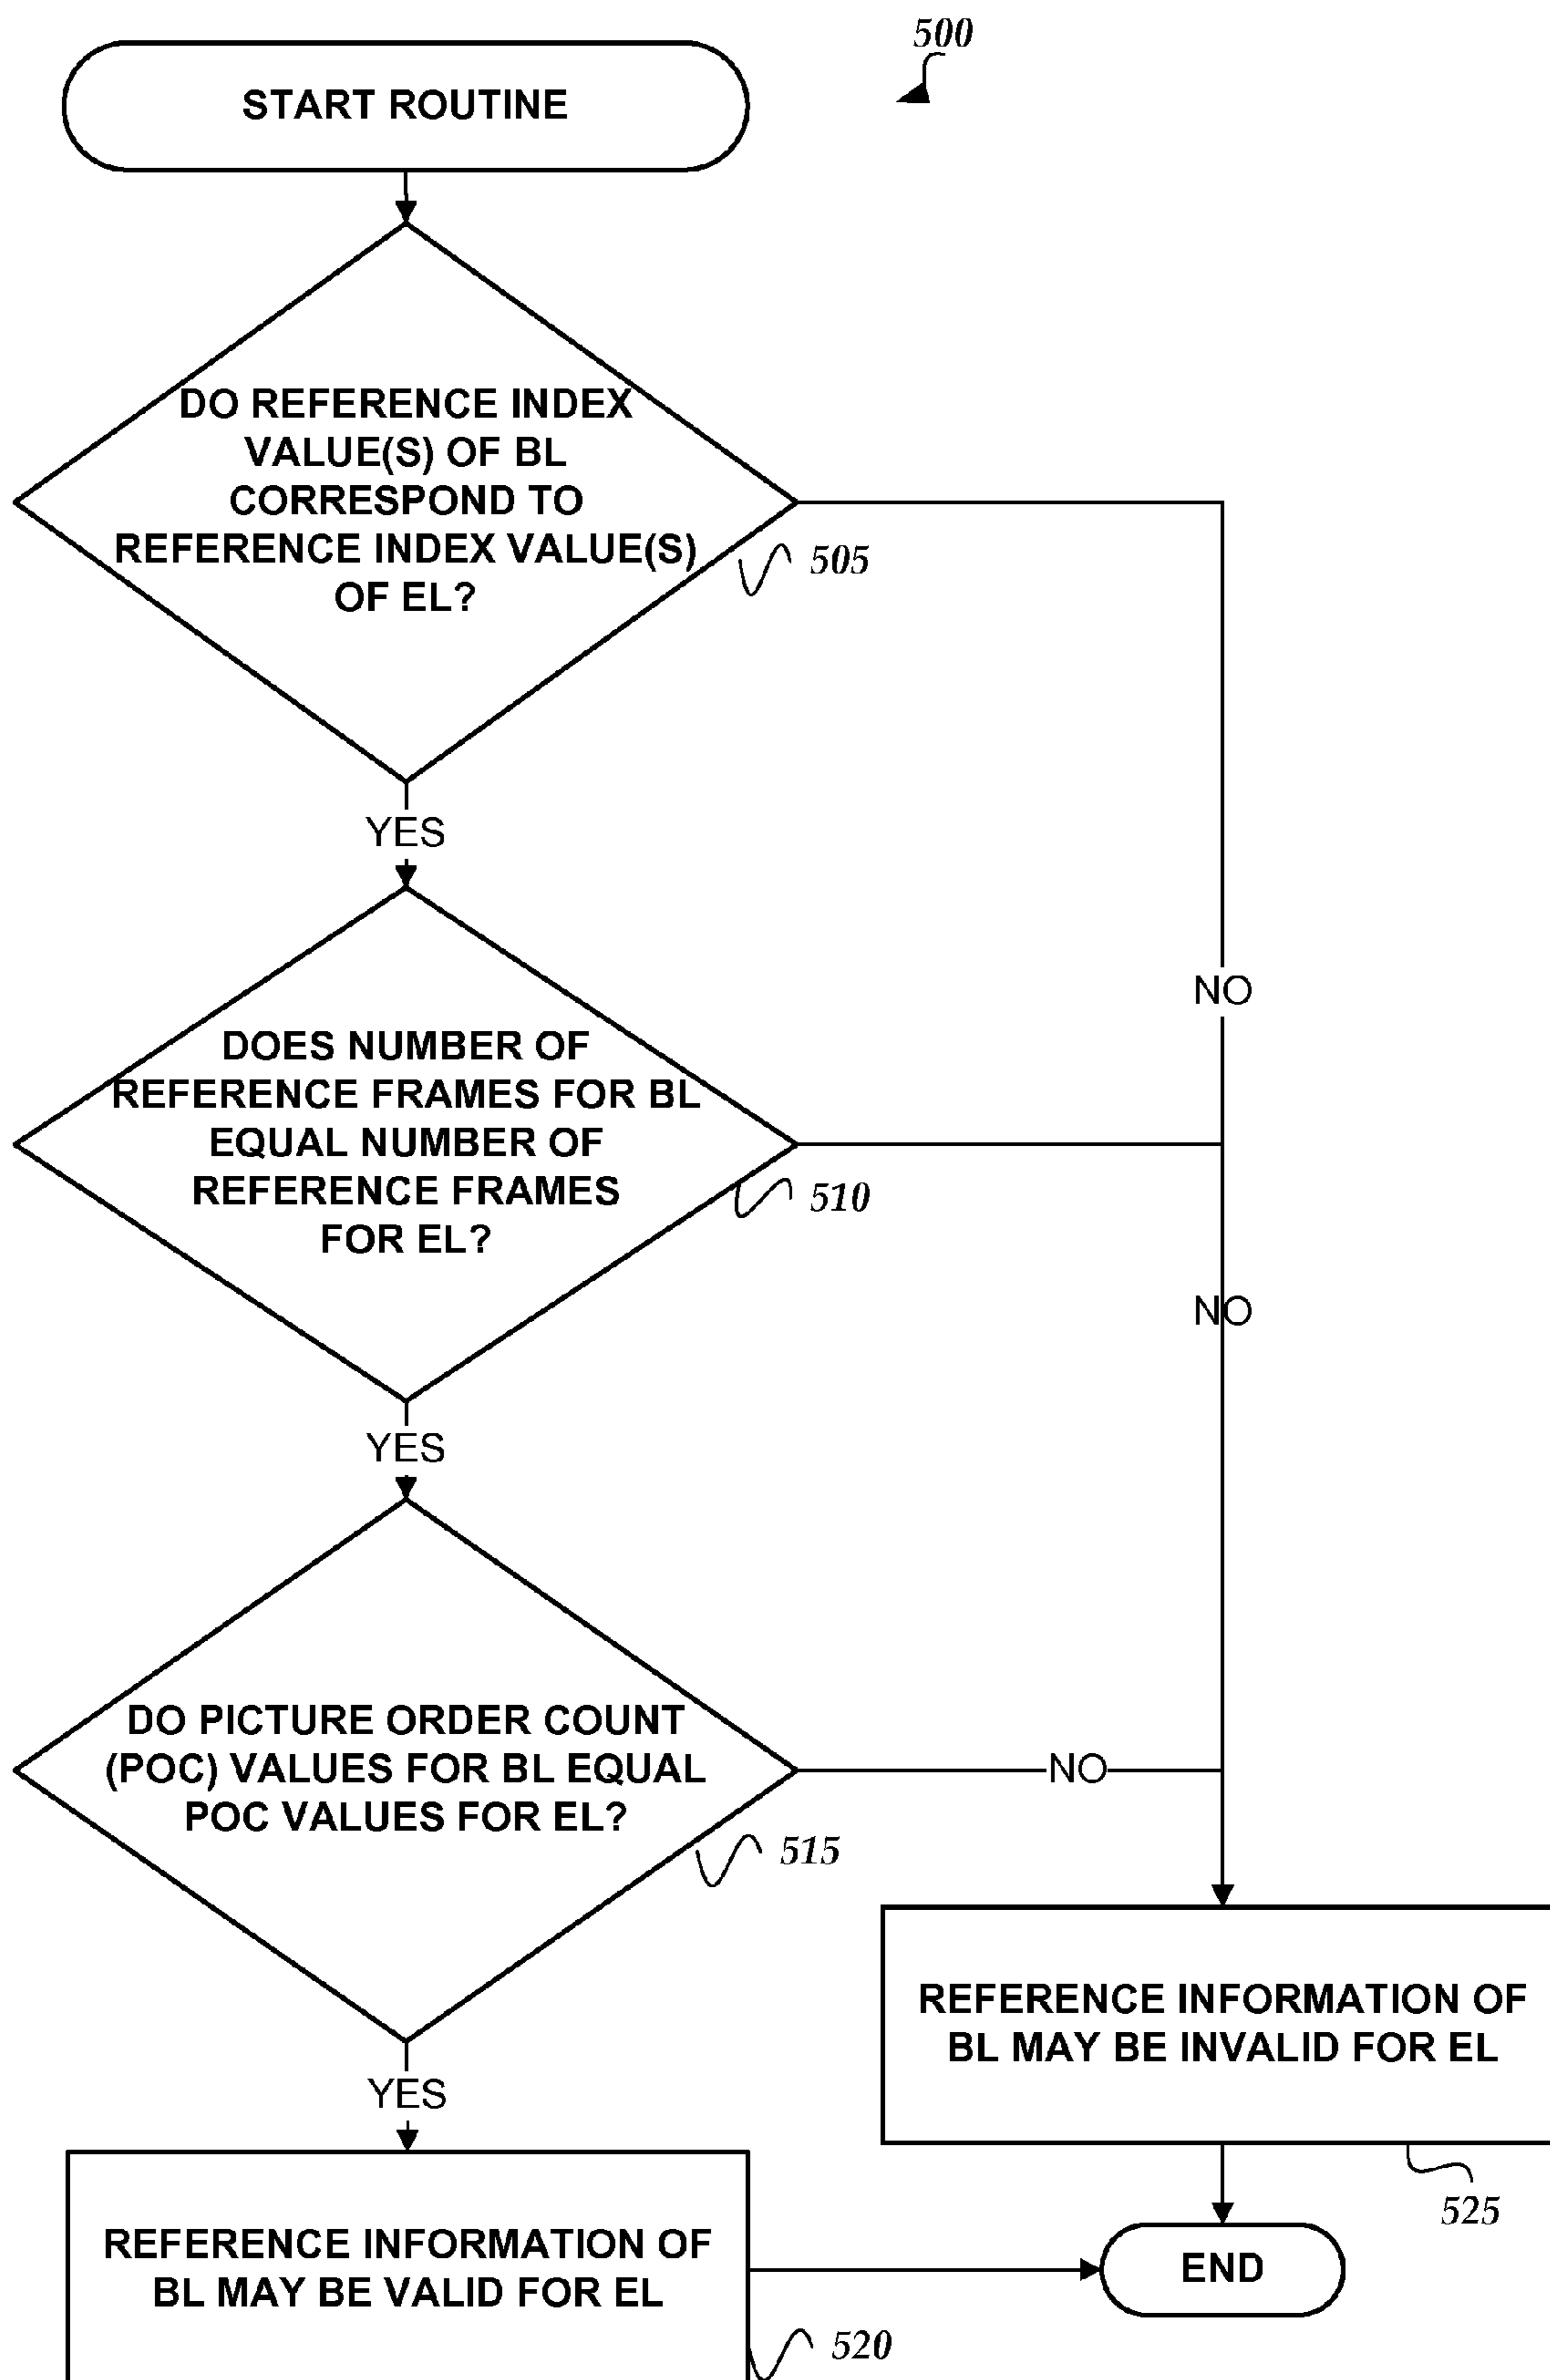 500
START ROUTINE
DO REFERENCE INDEX
VALUE(S) OF BL
CORRESPOND TO
REFERENCE INDEX VALUE(S)
OF EL?
505
YES
NO
DOES NUMBER OF
REFERENCE FRAMES FOR BL
EQUAL NUMBER OF
REFERENCE FRAMES
FOR EL?
510
NO
YES
DO PICTURE ORDER COUNT
(POC) VALUES FOR BL EQUAL
POC VALUES FOR EL?
NO
515
REFERENCE INFORMATION OF
BL MAY BE INVALID FOR EL
525
YES
REFERENCE INFORMATION OF
BL MAY BE VALID FOR EL
520
END